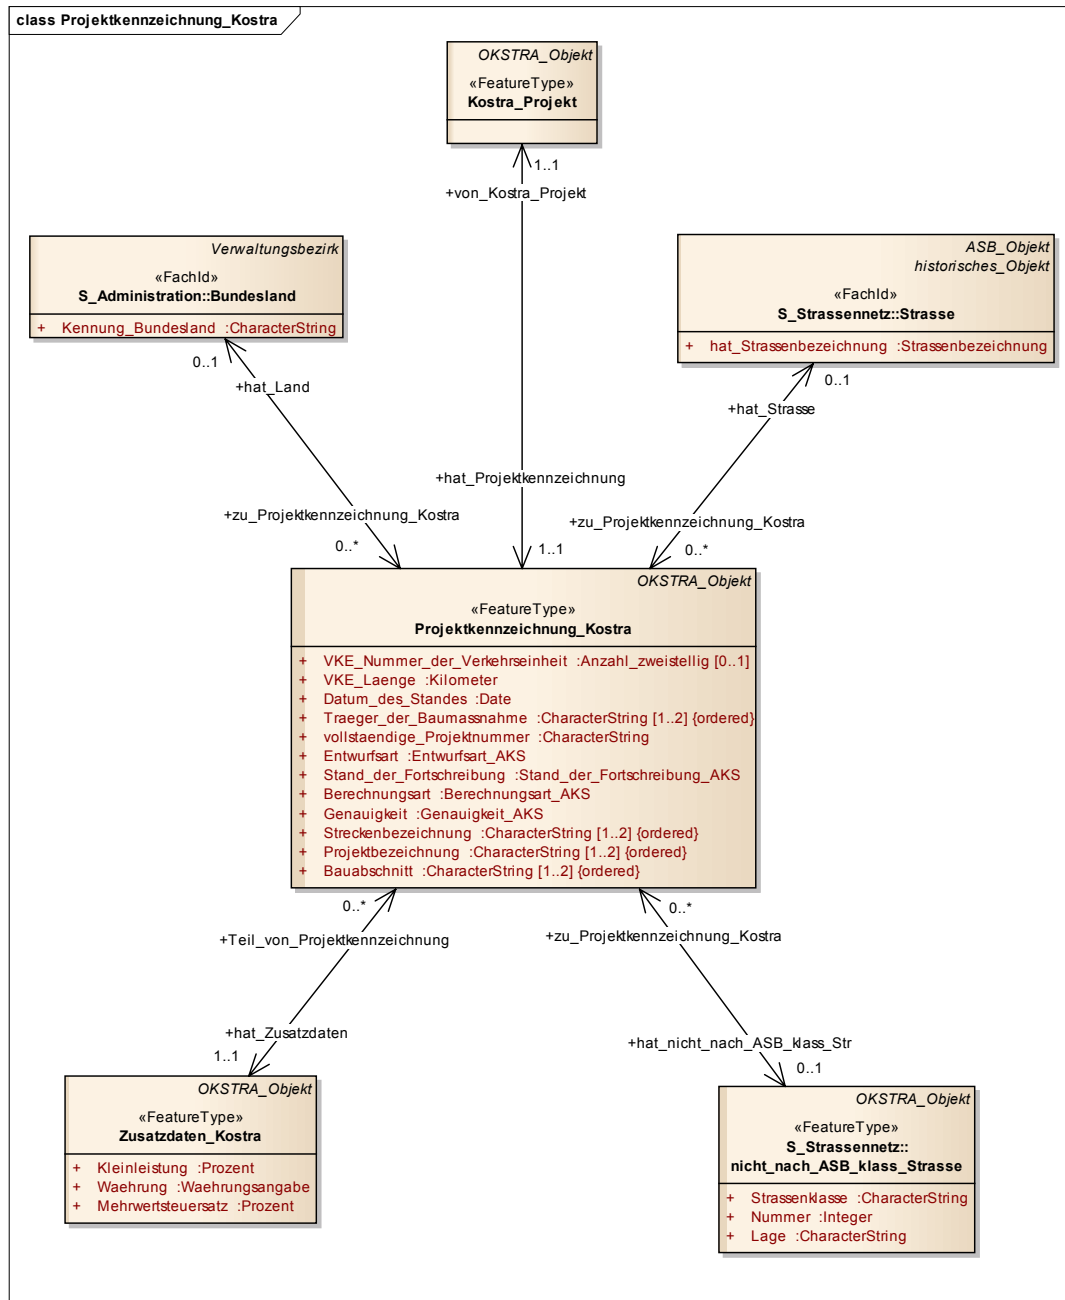 class Projektkennzeichnung_Kostra
OKSTRA_Objekt
«FeatureType»
Kostra_Projekt
1..1
+von_Kostra_Projekt
Verwaltungsbezirk
«FachId»
S_Administration::Bundesland
+ Kennung_Bundesland :CharacterString
0..1
+hat_Land
ASB_Objekt
historisches_Objekt
«FachId»
S_Strassennetz::Strasse
+ hat_Strassenbezeichnung :Strassenbezeichnung
0..1
+hat_Strasse
+hat_Projektkennzeichnung
+zu_Projektkennzeichnung_Kostra
+zu_Projektkennzeichnung_Kostra
0..*
1..1
0..*
OKSTRA_Objekt
«FeatureType»
Projektkennzeichnung_Kostra
+ VKE_Nummer_der_Verkehrseinheit :Anzahl_zweistellig [0..1]
+ VKE_Laenge :Kilometer
+ Datum_des_Standes :Date
+ Traeger_der_Baumassnahme :CharacterString [1..2] {ordered}
+ vollstaendige_Projektnummer :CharacterString
+ Entwurfsart :Entwurfsart_AKS
+ Stand_der_Fortschreibung :Stand_der_Fortschreibung_AKS
+ Berechnungsart :Berechnungsart_AKS
+ Genauigkeit :Genauigkeit_AKS
+ Streckenbezeichnung :CharacterString [1..2] {ordered}
+ Projektbezeichnung :CharacterString [1..2] {ordered}
+ Bauabschnitt :CharacterString [1..2] {ordered}
0..*
+Teil_von_Projektkennzeichnung
0..*
+zu_Projektkennzeichnung_Kostra
+hat_Zusatzdaten
1..1
+hat_nicht_nach_ASB_klass_Str
0..1
OKSTRA_Objekt
«FeatureType»
Zusatzdaten_Kostra
+ Kleinleistung :Prozent
+ Waehrung :Waehrungsangabe
+ Mehrwertsteuersatz :Prozent
OKSTRA_Objekt
«FeatureType»
S_Strassennetz::
nicht_nach_ASB_klass_Strasse
+ Strassenklasse :CharacterString
+ Nummer :Integer
+ Lage :CharacterString